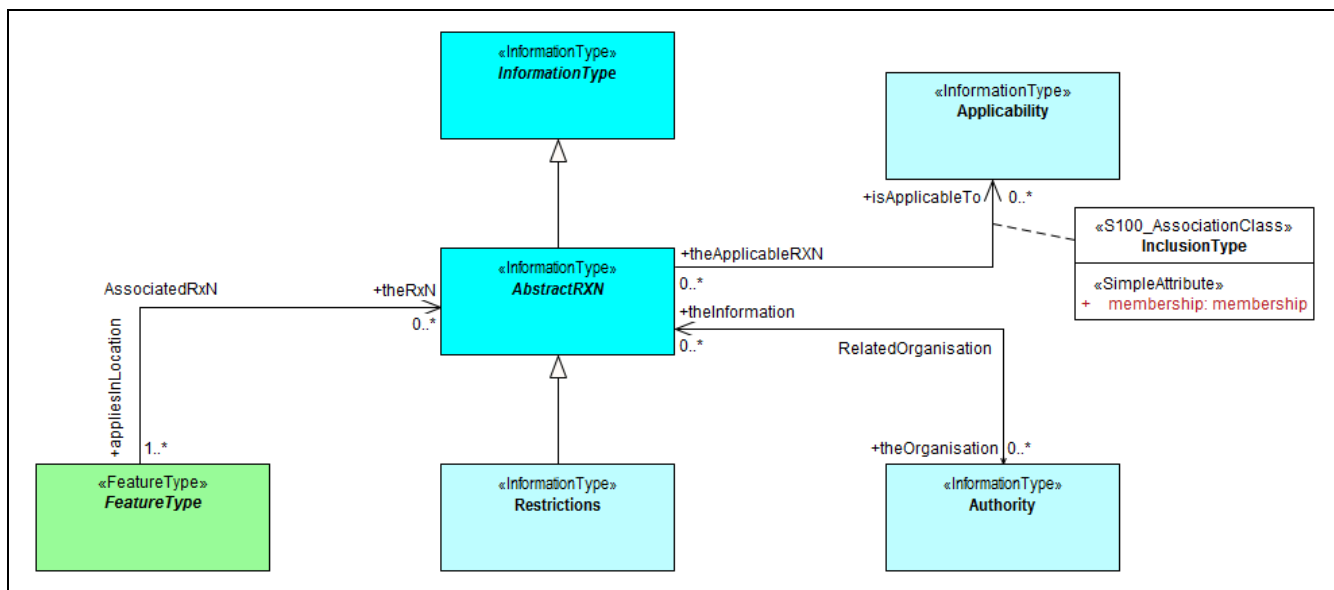 «InformationType»
InformationType
«InformationType»
Applicability
+isApplicableTo
0..*
«S100_AssociationClass»
InclusionType
«SimpleAttribute»
+ membership: membership
«InformationType»
AbstractRXN
+theApplicableRXN
0..*
AssociatedRxN
+theRxN
0..*
+theInformation
0..*
RelatedOrganisation
+appliesInLocation
1..*
+theOrganisation
0..*
«FeatureType»
FeatureType
«InformationType»
Restrictions
«InformationType»
Authority